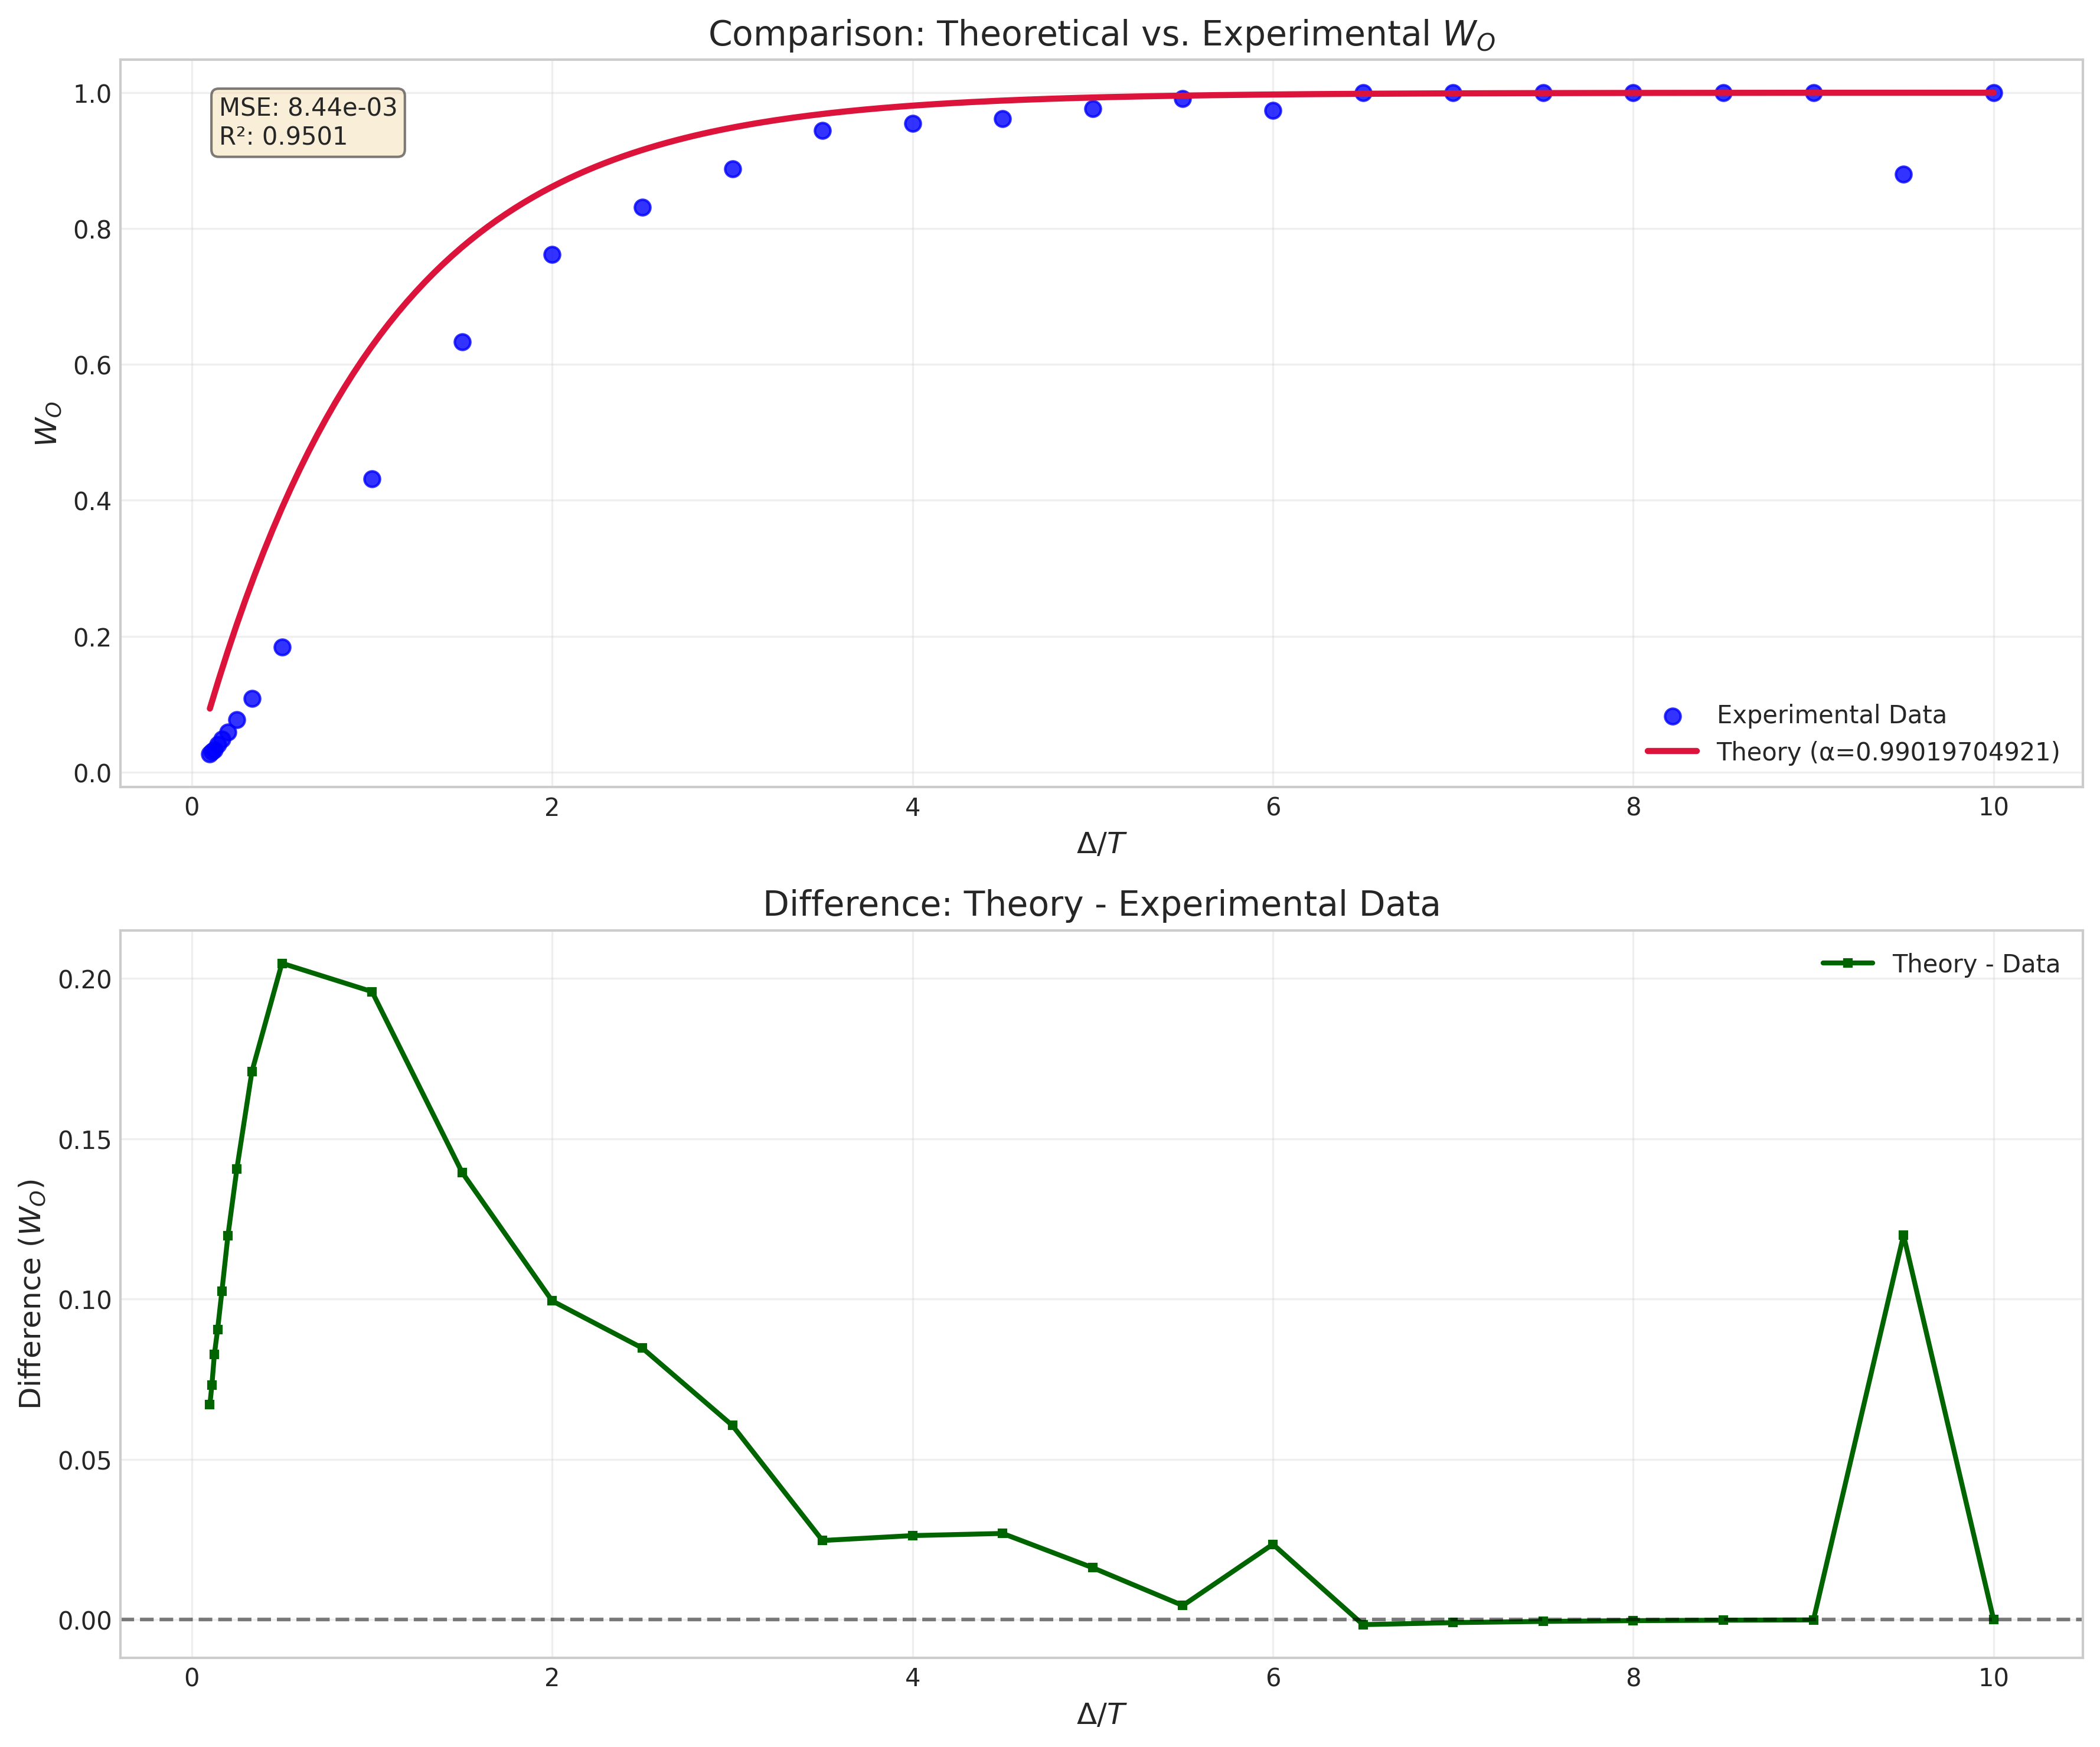 Comparison: Theoretical vs. Experimental W_O
MSE: 8.44e-03
R²: 0.9501
1.0
0.8
0.6
0.4
0.2
0.0
W_O
Experimental Data
Theory (α=0.99019704921)
0 2 4 6 8 10
Δ/T
Difference: Theory - Experimental Data
Theory - Data
0.20
0.15
0.10
0.05
0.00
Difference (W_O)
0 2 4 6 8 10
Δ/T